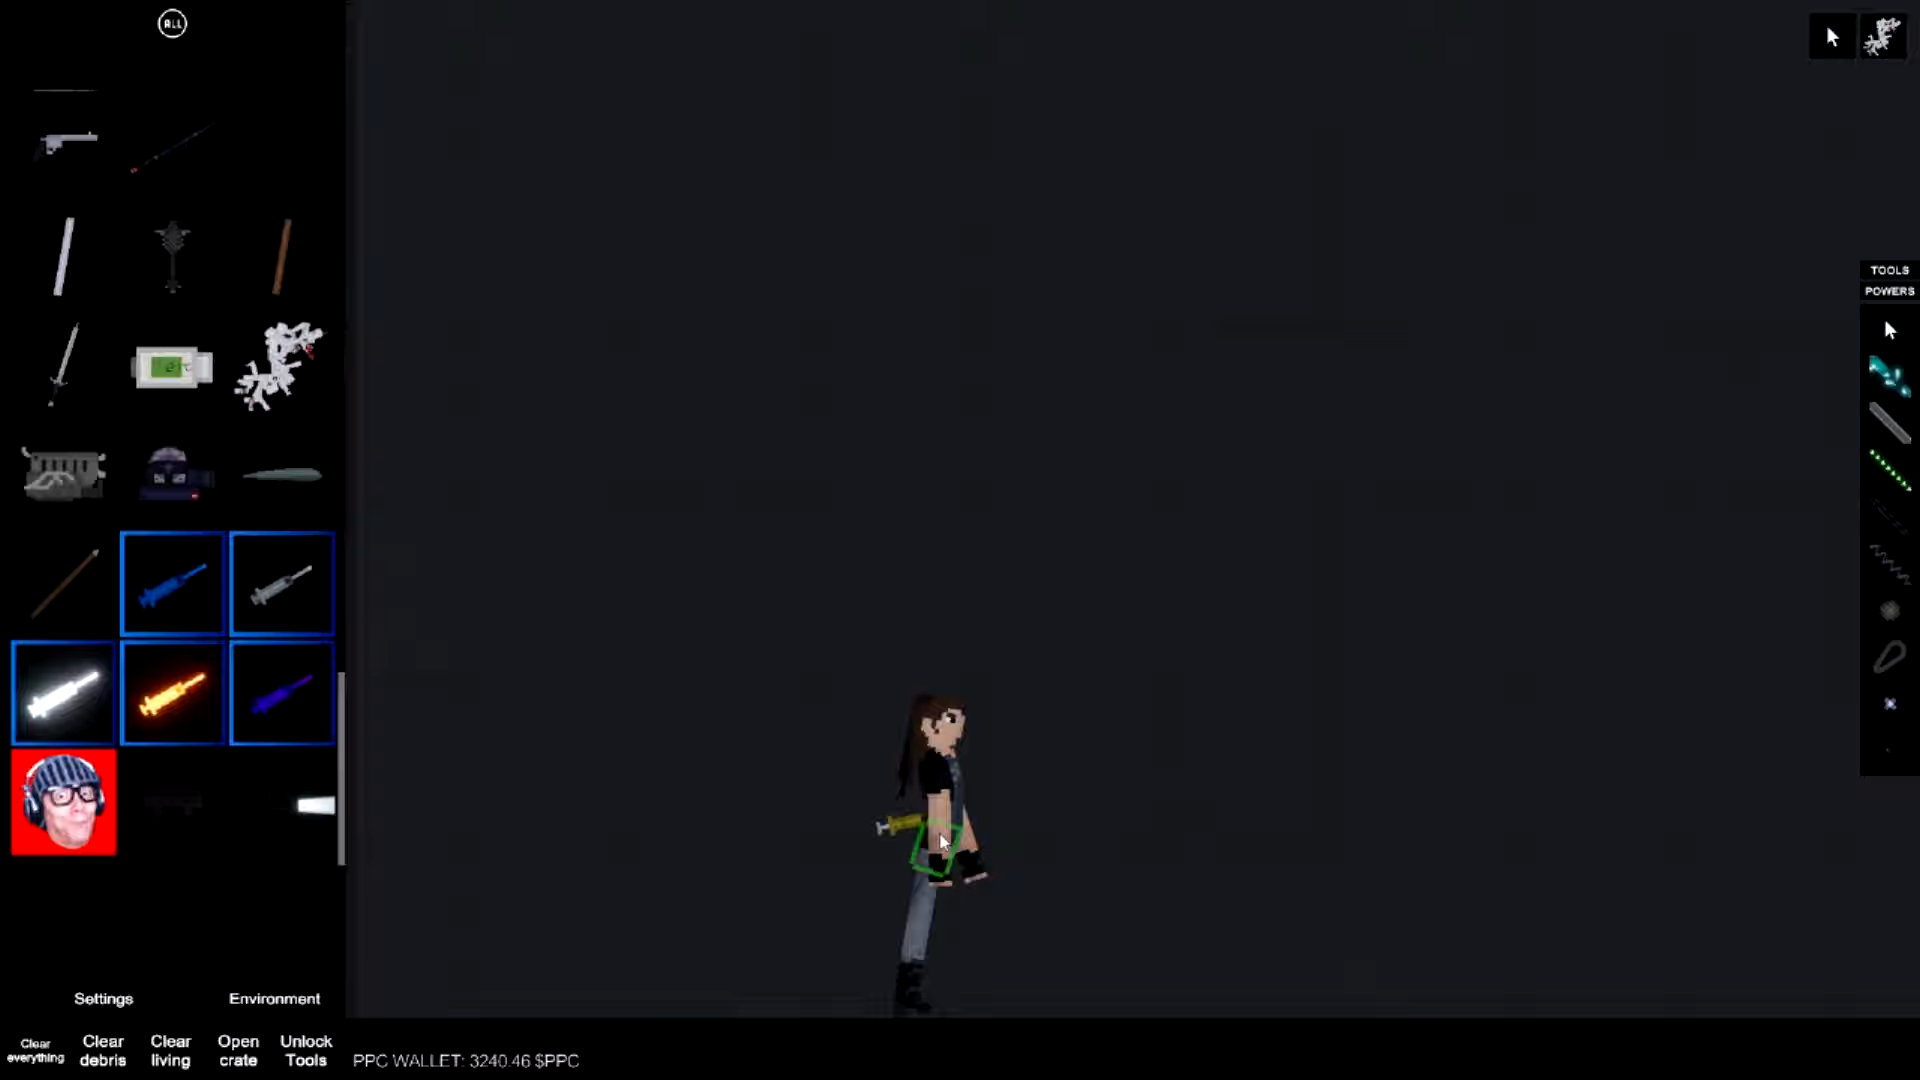 ALL
TOOLS
POWERS
Settings
Environment
Clear everything
Clear debris
Clear living
Open crate
Unlock Tools
PPC WALLET: 3240.46 $PPC